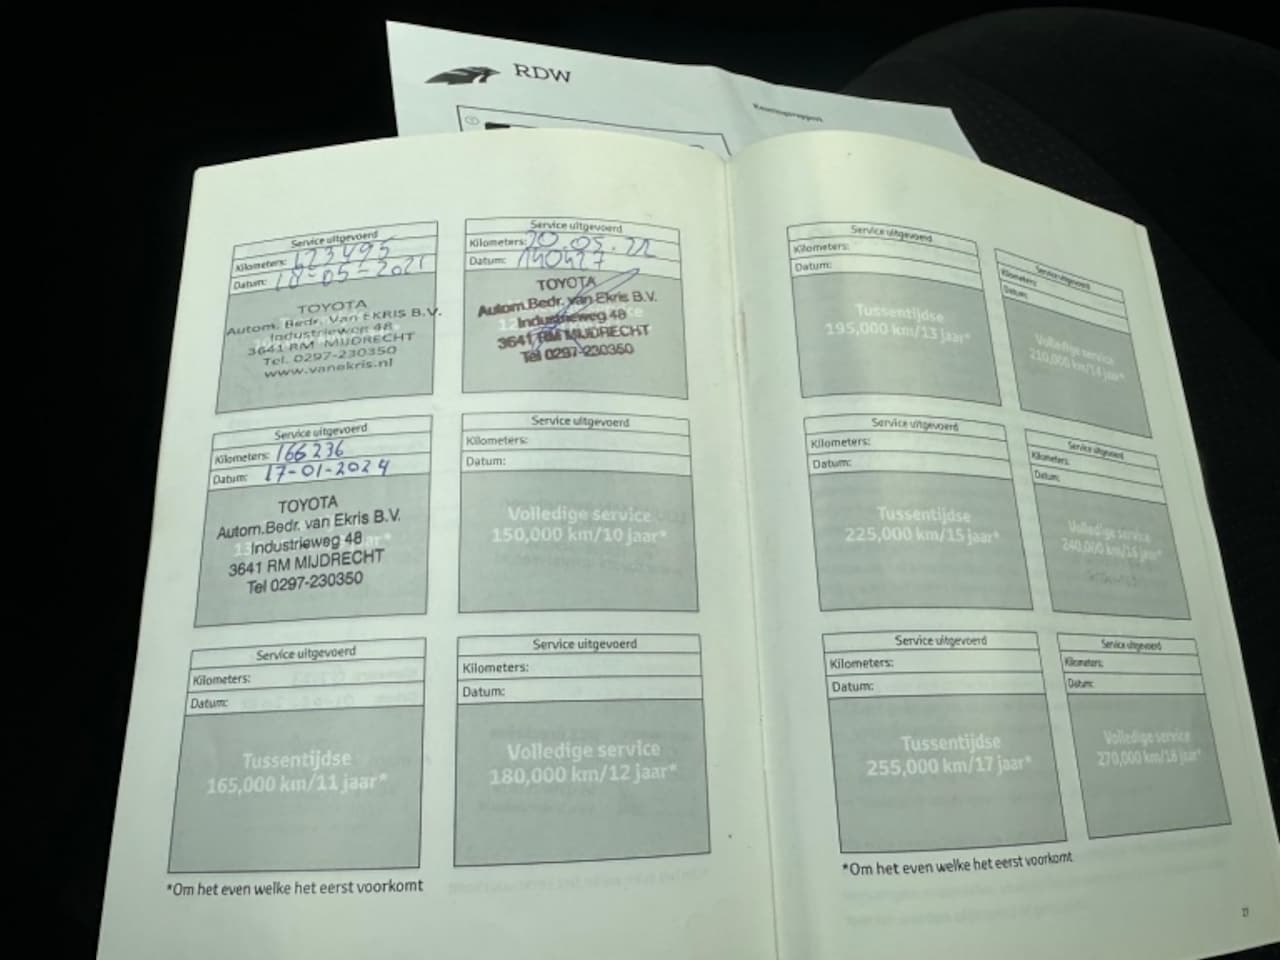 RDW
Keuringsrapport
Service uitgevoerd
Kilometers: 123495
Datum: 18-05-2021
TOYOTA
Autom. Bedr. Van EKRIS B.V.
Industrieweg 48
3641 RM MIJDRECHT
Tel. 0297-230350
www.vanekris.nl
Service uitgevoerd
Kilometers: 20.05.22
Datum: 140427
TOYOTA
Autom.Bedr. van Ekris B.V.
Industrieweg 48
3641 RM MIJDRECHT
Tel 0297-230350
Service uitgevoerd
Kilometers: 166236
Datum: 17-01-2024
TOYOTA
Autom.Bedr. van Ekris B.V.
Industrieweg 48
3641 RM MIJDRECHT
Tel 0297-230350
Service uitgevoerd
Kilometers:
Datum:
Volledige service
150,000 km/10 jaar*
Service uitgevoerd
Kilometers:
Datum:
Tussentijdse
165,000 km/11 jaar*
Service uitgevoerd
Kilometers:
Datum:
Volledige service
180,000 km/12 jaar*
*Om het even welke het eerst voorkomt
Service uitgevoerd
Kilometers:
Datum:
Tussentijdse
195,000 km/13 jaar*
Service uitgevoerd
Kilometers:
Datum:
Volledige service
210,000 km/14 jaar*
Service uitgevoerd
Kilometers:
Datum:
Tussentijdse
225,000 km/15 jaar*
Service uitgevoerd
Kilometers:
Datum:
Volledige service
240,000 km/16 jaar*
Service uitgevoerd
Kilometers:
Datum:
Tussentijdse
255,000 km/17 jaar*
Service uitgevoerd
Kilometers:
Datum:
Volledige service
270,000 km/18 jaar*
*Om het even welke het eerst voorkomt